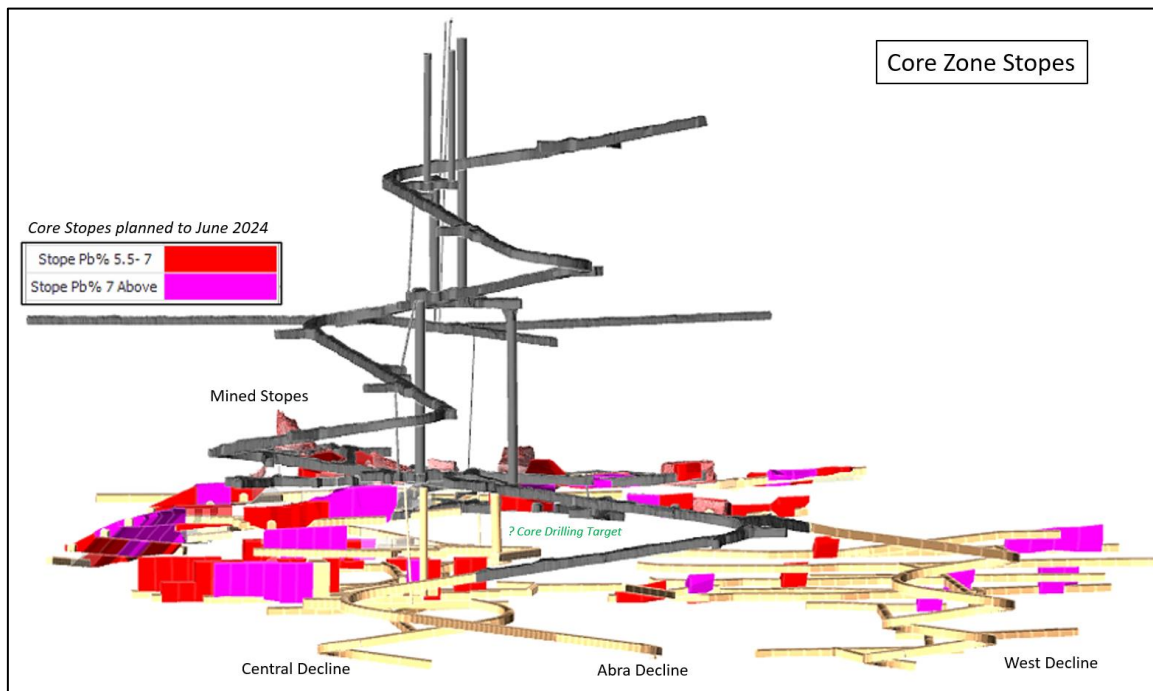 Core Zone Stopes
Core Stopes planned to June 2024
Stope Pb% 5.5- 7
Stope Pb% 7 Above
Mined Stopes
? Core Drilling Target
Central Decline
Abra Decline
West Decline